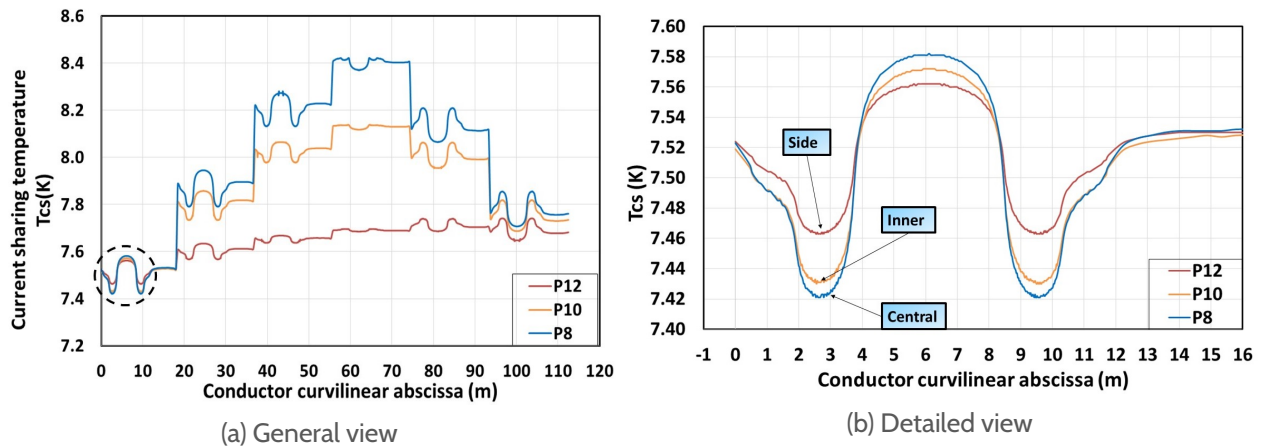 8.6
8.4
8.2
8.0
7.8
7.6
7.4
7.2
Current sharing temperature
Tcs(K)
0 10 20 30 40 50 60 70 80 90 100 110 120
Conductor curvilinear abscissa (m)
P12
P10
P8
(a) General view
7.60
7.58
7.56
7.54
7.52
7.50
7.48
7.46
7.44
7.42
7.40
Tcs (K)
Side
Inner
Central
P12
P10
P8
-1 0 1 2 3 4 5 6 7 8 9 10 11 12 13 14 15 16
Conductor curvilinear abscissa (m)
(b) Detailed view